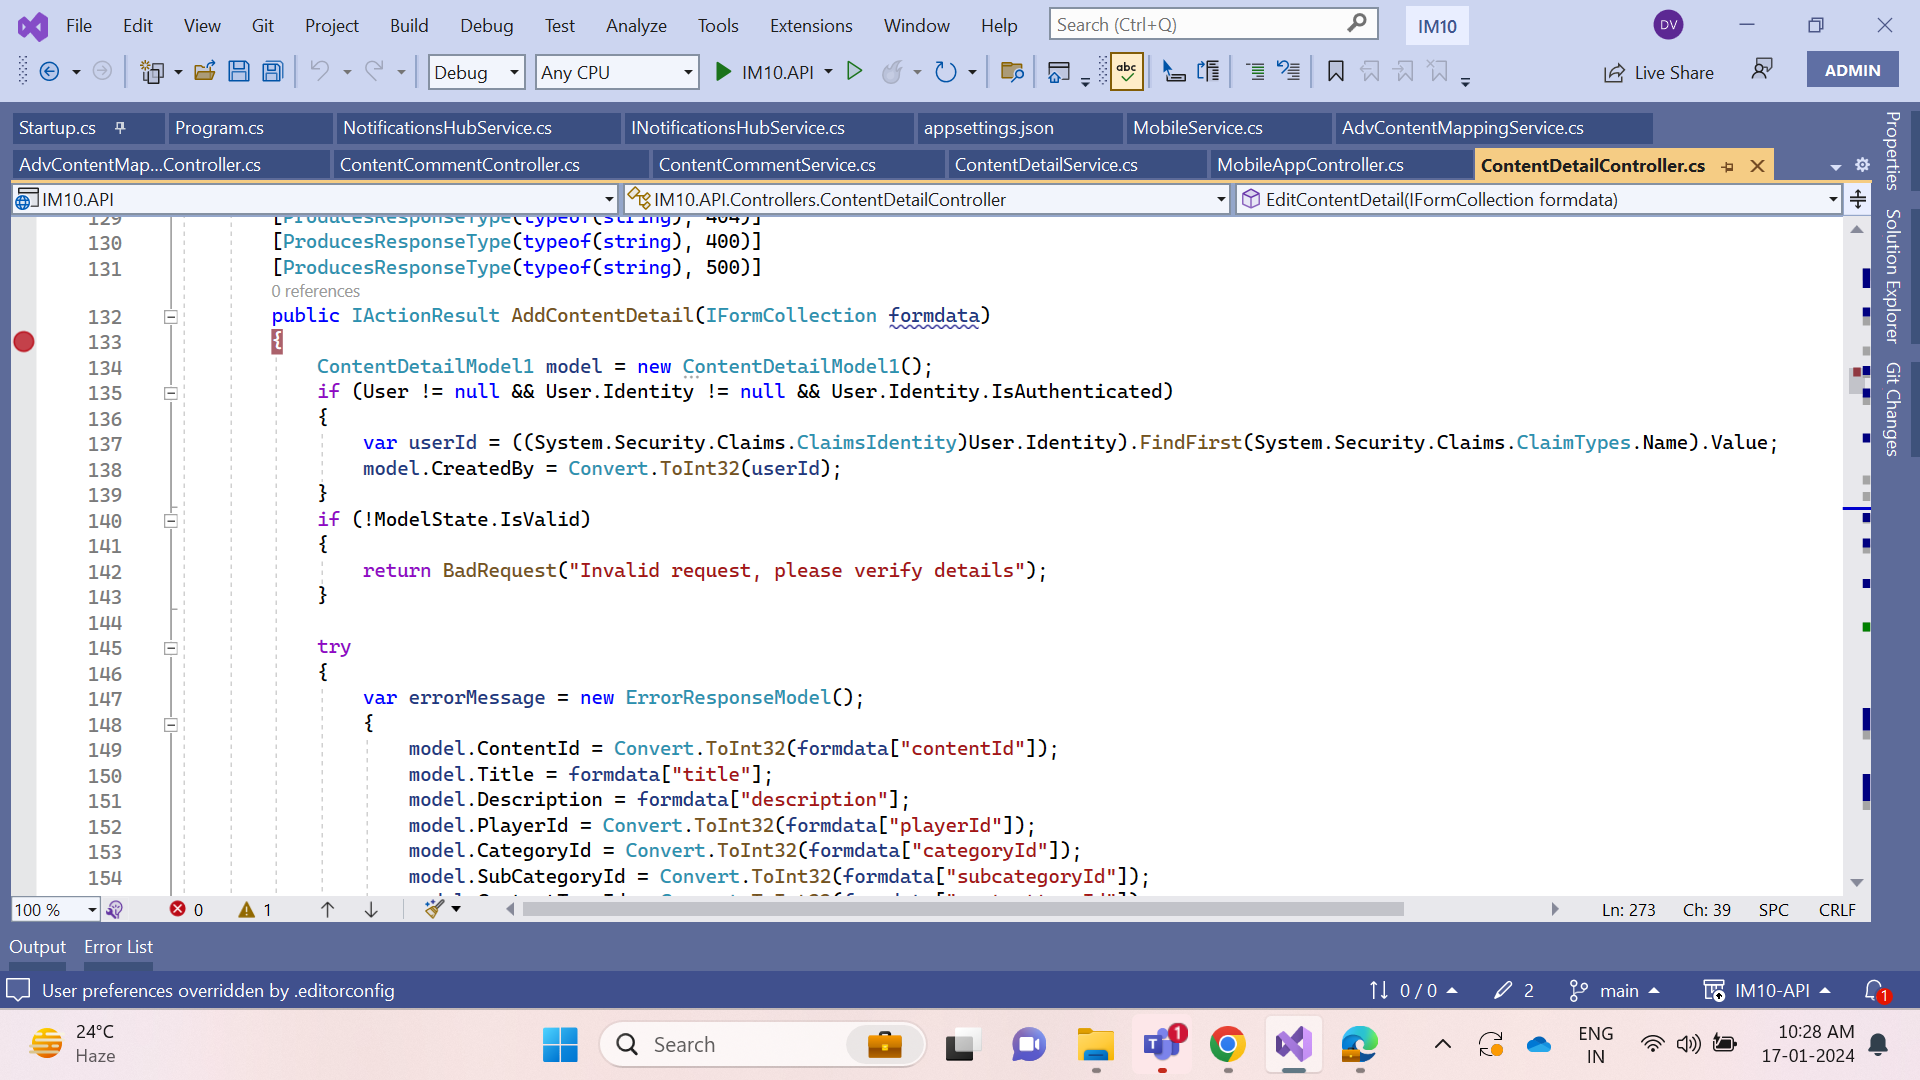 File Edit View Git Project Build Debug Test Analyze Tools Extensions Window Help Search (Ctrl+Q) IM10 DV
Debug Any CPU IM10.API abc Live Share ADMIN
Startup.cs Program.cs NotificationsHubService.cs INotificationsHubService.cs appsettings.json MobileService.cs AdvContentMappingService.cs
AdvContentMap...Controller.cs ContentCommentController.cs ContentCommentService.cs ContentDetailService.cs MobileAppController.cs ContentDetailController.cs
IM10.API IM10.API.Controllers.ContentDetailController EditContentDetail(IFormCollection formdata)
129 [ProducesResponseType(typeof(string), 404)]
130 [ProducesResponseType(typeof(string), 400)]
131 [ProducesResponseType(typeof(string), 500)]
0 references
132 public IActionResult AddContentDetail(IFormCollection formdata)
133 {
134 ContentDetailModel1 model = new ContentDetailModel1();
135 if (User != null && User.Identity != null && User.Identity.IsAuthenticated)
136 {
137 var userId = ((System.Security.Claims.ClaimsIdentity)User.Identity).FindFirst(System.Security.Claims.ClaimTypes.Name).Value;
138 model.CreatedBy = Convert.ToInt32(userId);
139 }
140 if (!ModelState.IsValid)
141 {
142 return BadRequest("Invalid request, please verify details");
143 }
144
145 try
146 {
147 var errorMessage = new ErrorResponseModel();
148 {
149 model.ContentId = Convert.ToInt32(formdata["contentId"]);
150 model.Title = formdata["title"];
151 model.Description = formdata["description"];
152 model.PlayerId = Convert.ToInt32(formdata["playerId"]);
153 model.CategoryId = Convert.ToInt32(formdata["categoryId"]);
154 model.SubCategoryId = Convert.ToInt32(formdata["subcategoryId"]);
100 % 0 1 Ln: 273 Ch: 39 SPC CRLF
Output Error List
User preferences overridden by .editorconfig 0 / 0 2 main IM10-API 1
Properties
Solution Explorer
Git Changes
24°C
Haze
Search
1
ENG
IN
10:28 AM
17-01-2024